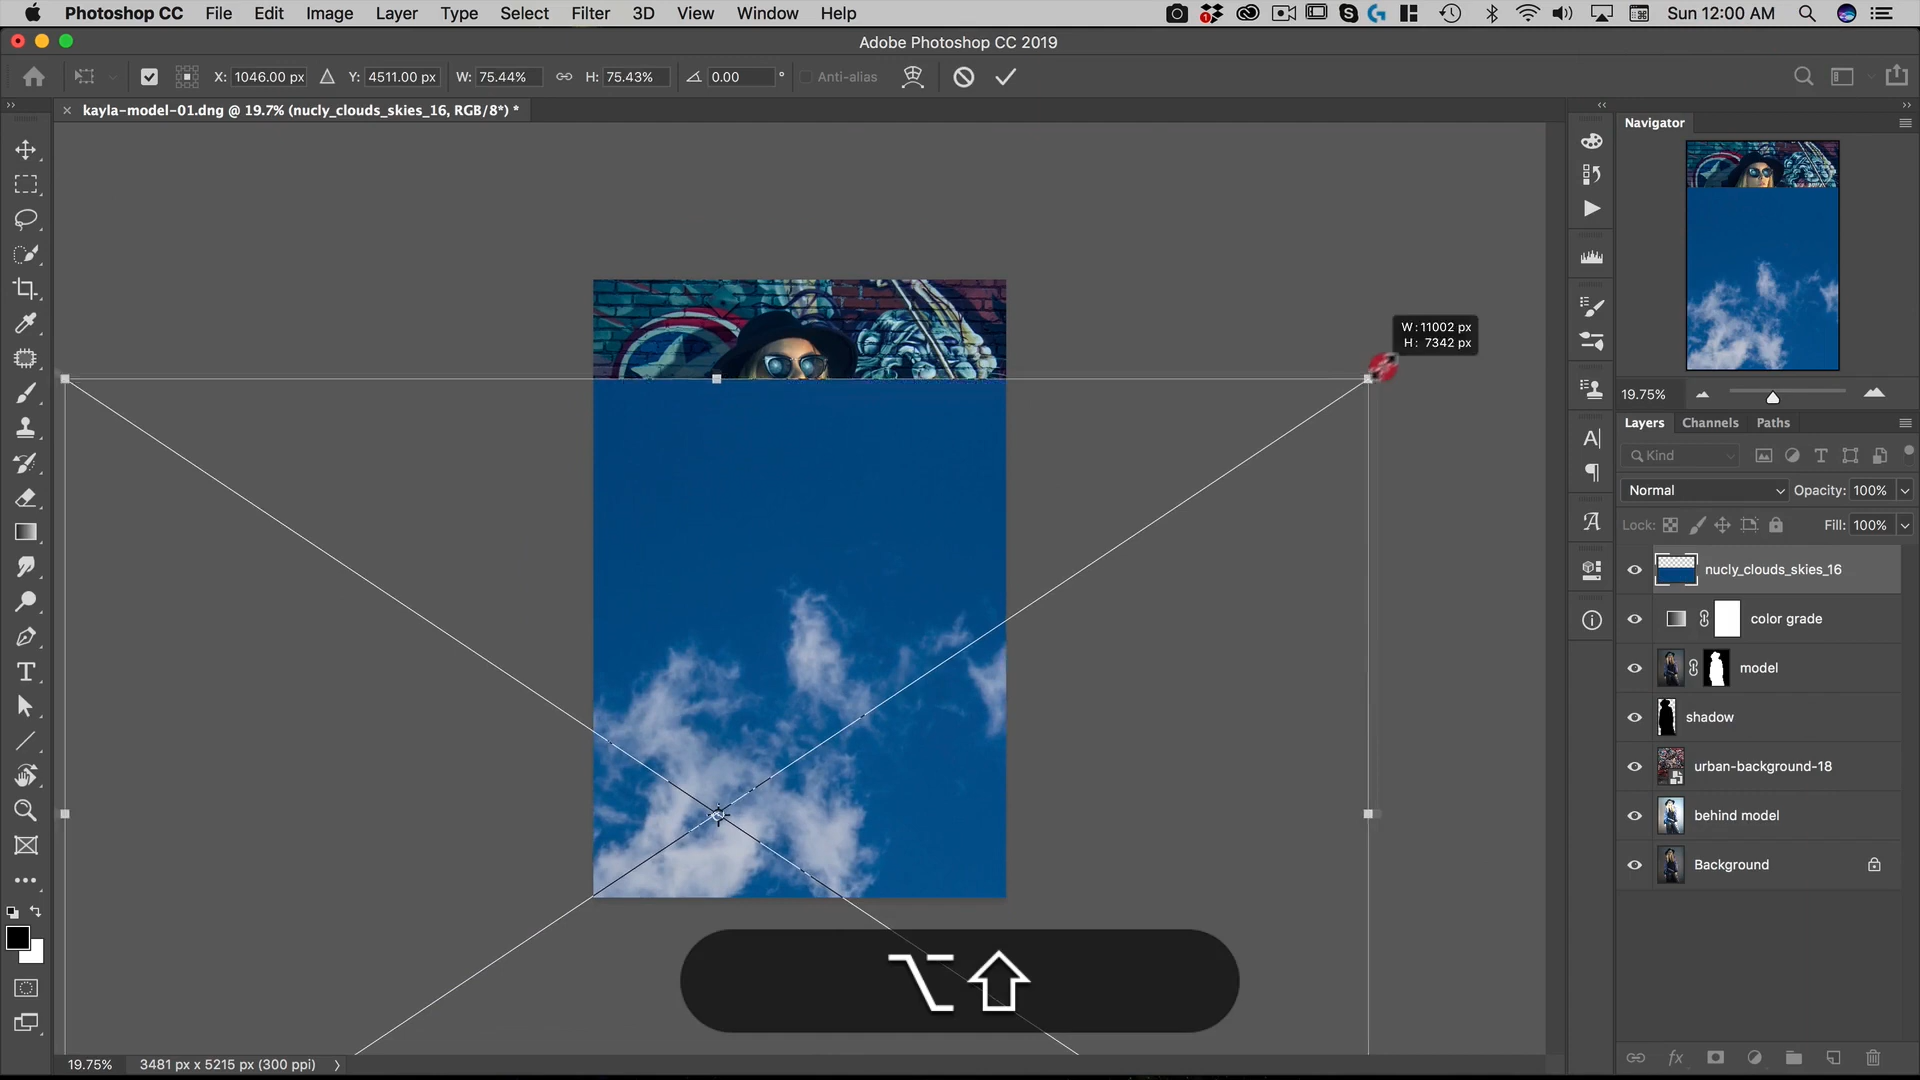 Photoshop CC File Edit Image Layer Type Select Filter 3D View Window Help Sun 12:00 AM
Adobe Photoshop CC 2019
X: 1046.00 px Y: 4511.00 px W: 75.44% H: 75.43% 0.00 ° Anti-alias
kayla-model-01.dng @ 19.7% (nucly_clouds_skies_16, RGB/8*) *
Navigator
W: 11002 px
H: 7342 px
19.75%
Layers Channels Paths
Kind
Normal Opacity: 100%
Lock: Fill: 100%
nucly_clouds_skies_16
color grade
model
shadow
urban-background-18
behind model
Background
19.75% 3481 px x 5215 px (300 ppi)